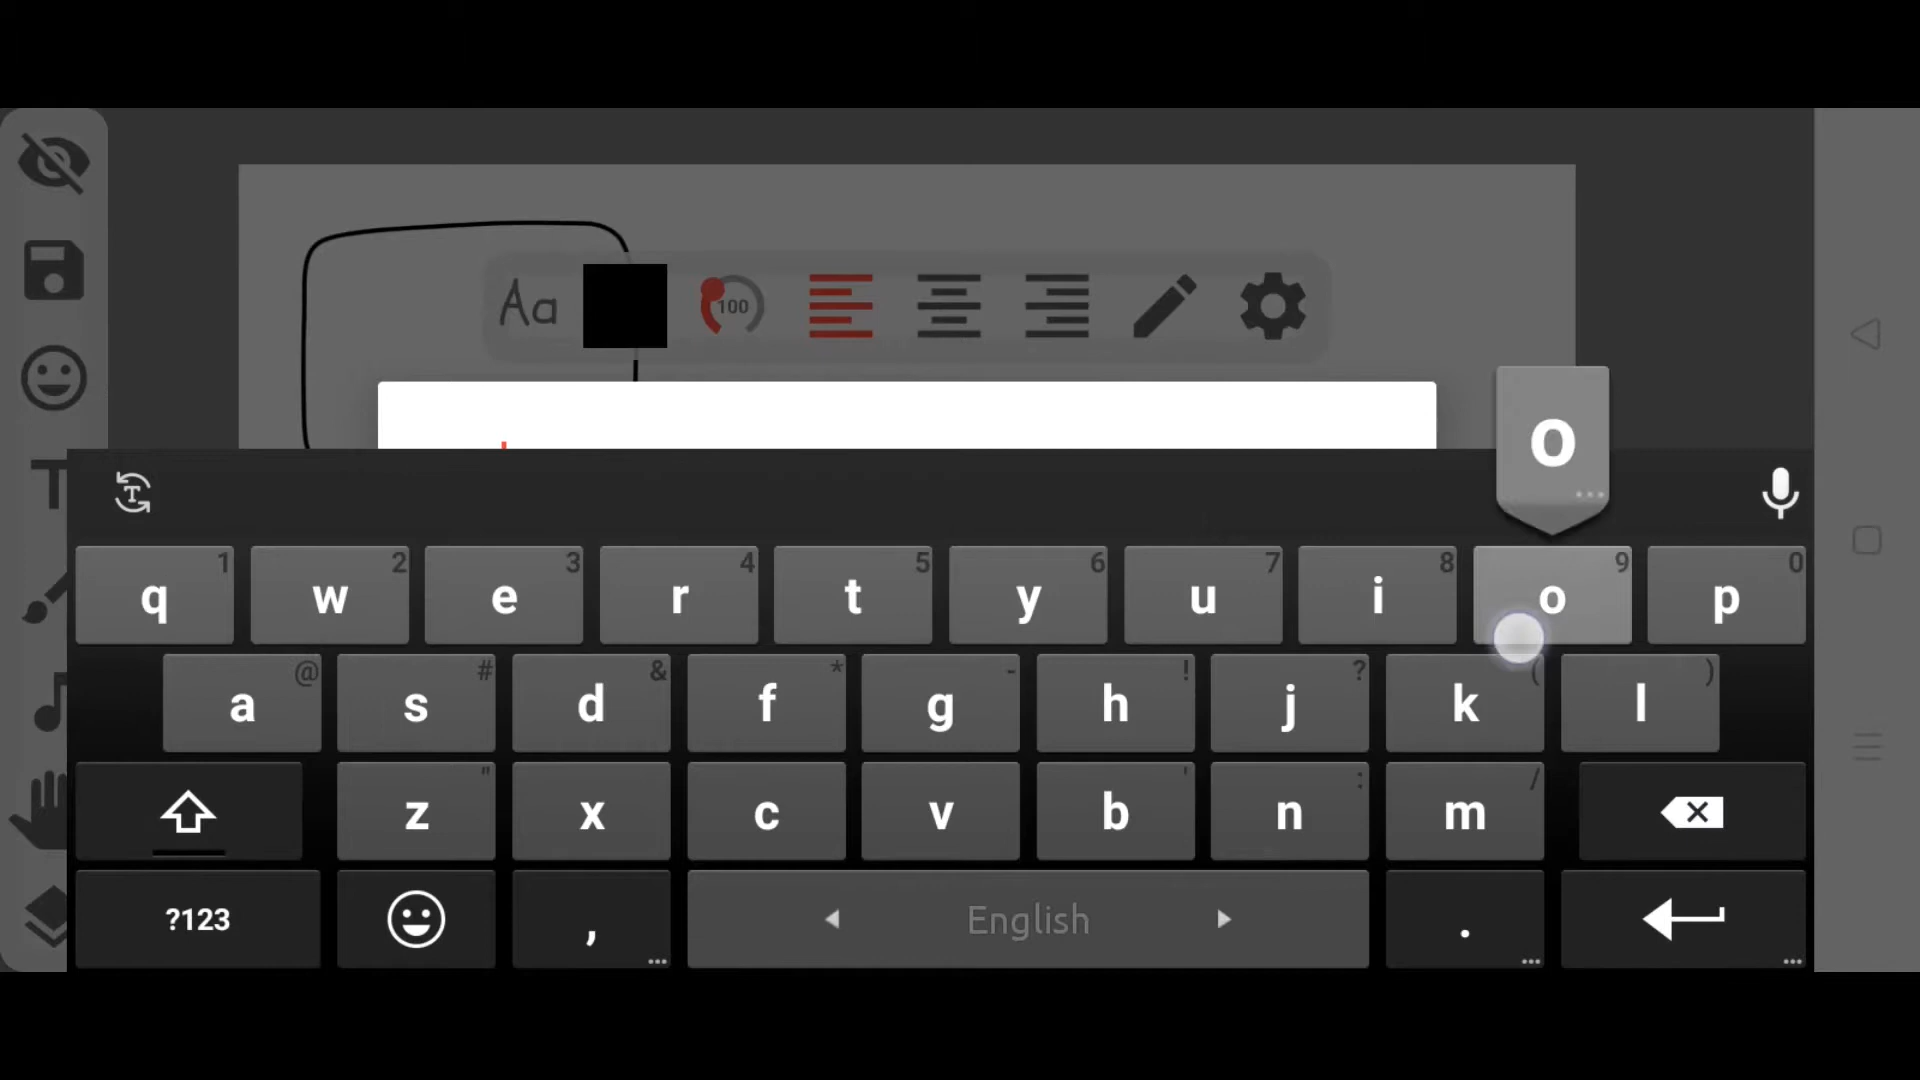 Aa 100
o
q 1 w 2 e 3 r 4 t 5 y 6 u 7 i 8 o 9 p 0
a @ s # d & f * g - h ! j ? k ( l )
z " x c v b ' n : m /
?123 , English .